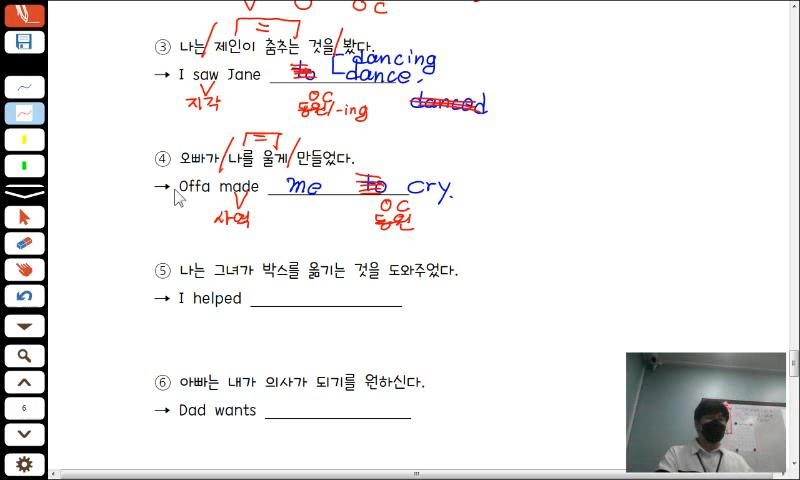 O C
=
③ 나는 제인이 춤추는 것을 봤다.
dancing
→ I saw Jane ____ to dance.
지각 O C danced
동원/-ing
=
④ 오빠가 나를 울게 만들었다.
→ Offa made me to cry.
O C
사역 동원
⑤ 나는 그녀가 박스를 옮기는 것을 도와주었다.
→ I helped ____
⑥ 아빠는 내가 의사가 되기를 원하신다.
→ Dad wants ____
6